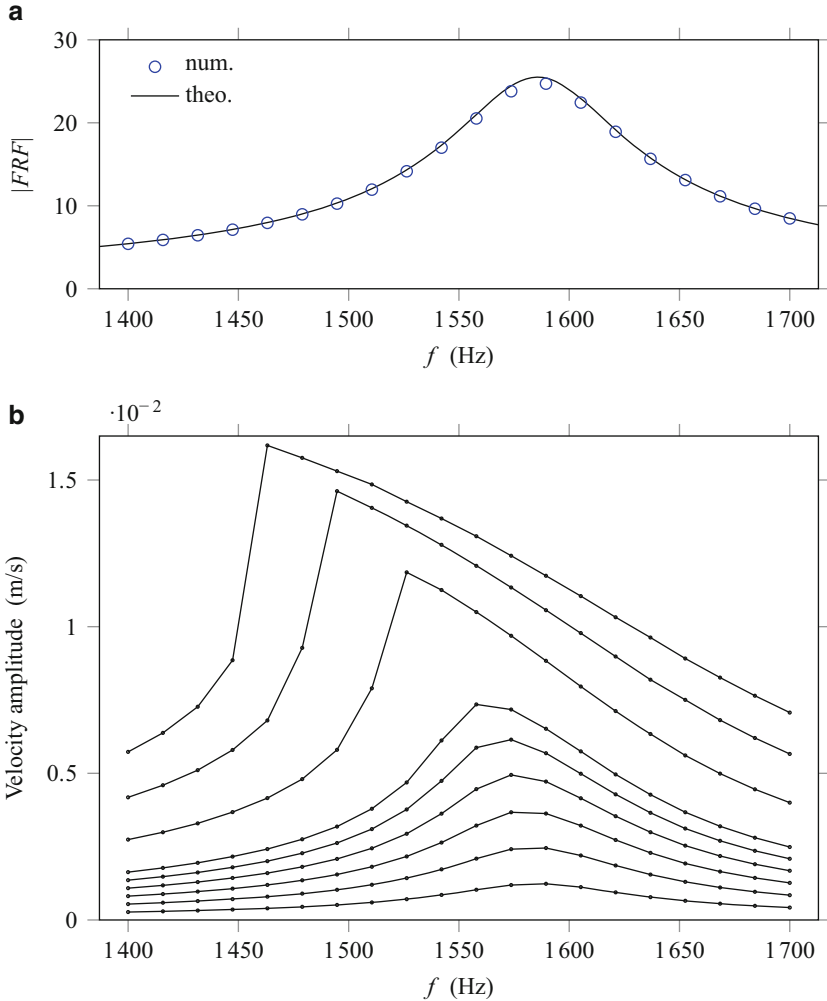 a
30
20
10
0
|FRF|
num.
theo.
1 400 1 450 1 500 1 550 1 600 1 650 1 700
f (Hz)
b
·10−2
1.5
1
0.5
0
Velocity amplitude (m/s)
1 400 1 450 1 500 1 550 1 600 1 650 1 700
f (Hz)